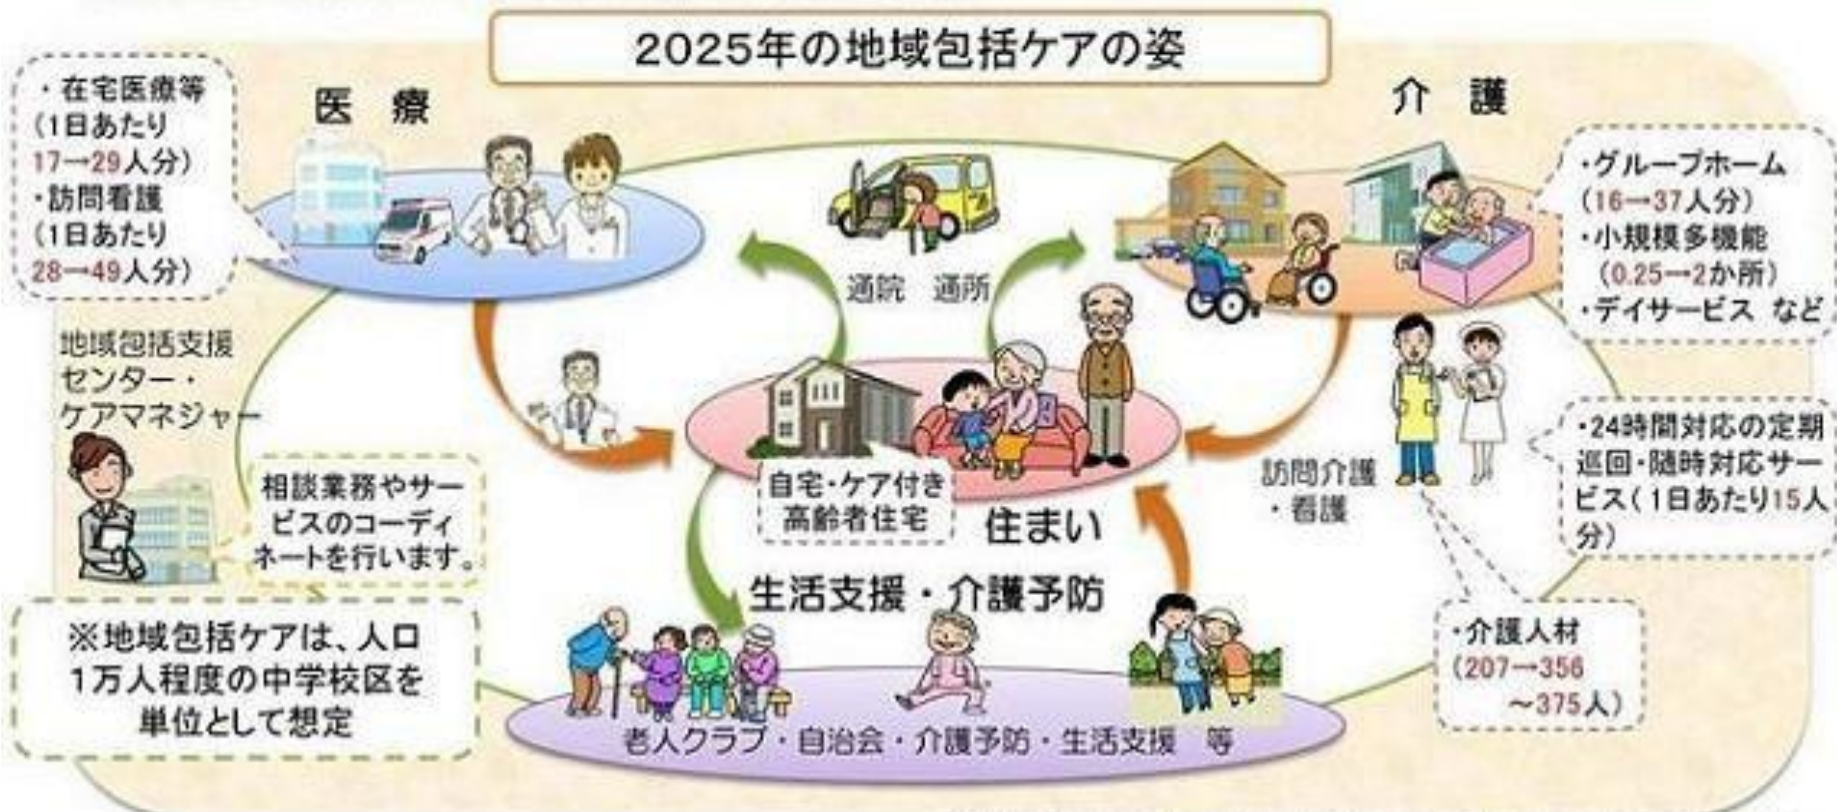 2025年の地域包括ケアの姿
・在宅医療等
(1日あたり
17→29人分)
・訪問看護
(1日あたり
28→49人分)
医 療
介 護
・グループホーム
(16→37人分)
・小規模多機能
(0.25→2か所)
・デイサービス など
通院 通所
地域包括支援
センター・
ケアマネジャー
相談業務やサー
ビスのコーディ
ネートを行います。
自宅・ケア付き
高齢者住宅
住まい
訪問介護
・看護
・24時間対応の定期
巡回・随時対応サー
ビス(1日あたり15人
分)
生活支援・介護予防
・介護人材
(207→356
～375人)
※地域包括ケアは、人口
1万人程度の中学校区を
単位として想定
老人クラブ・自治会・介護予防・生活支援 等